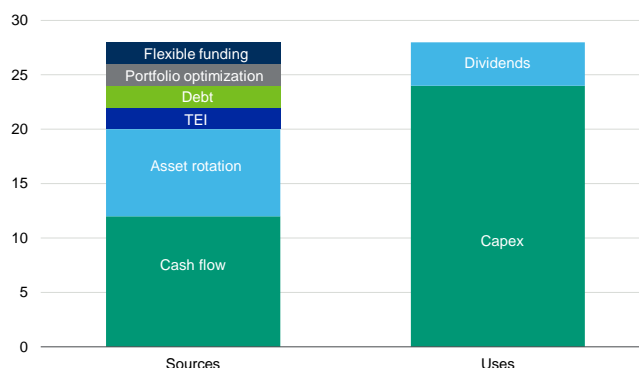 30
25
20
15
10
5
0
Flexible funding
Portfolio optimization
Debt
TEI
Asset rotation
Cash flow
Dividends
Capex
Sources
Uses